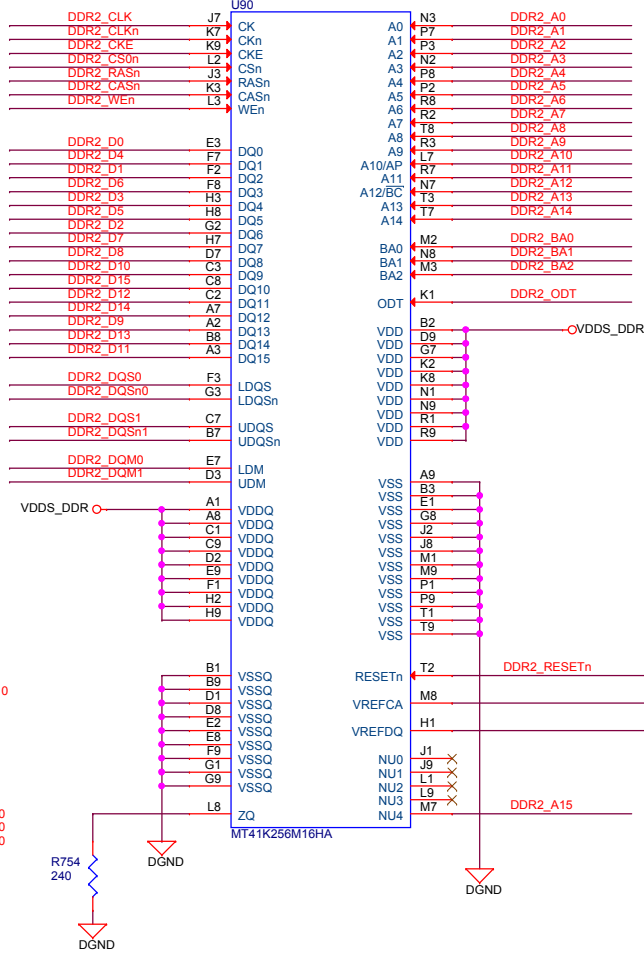 U90
DDR2_CLK J7 CK A0 N3 DDR2_A0
DDR2_CLKn K7 CKn A1 P7 DDR2_A1
DDR2_CKE K9 CKE A2 P3 DDR2_A2
DDR2_CS0n L2 CSn A3 N2 DDR2_A3
DDR2_RASn J3 RASn A4 P8 DDR2_A4
DDR2_CASn K3 CASn A5 P2 DDR2_A5
DDR2_WEn L3 WEn A6 R8 DDR2_A6
A7 R2 DDR2_A7
A8 T8 DDR2_A8
DDR2_D0 E3 DQ0 A9 R3 DDR2_A9
DDR2_D4 F7 DQ1 A10/AP L7 DDR2_A10
DDR2_D1 F2 DQ2 A11 R7 DDR2_A11
DDR2_D6 F8 DQ3 A12/BC N7 DDR2_A12
DDR2_D3 H3 DQ4 A13 T3 DDR2_A13
DDR2_D5 H8 DQ5 A14 T7 DDR2_A14
DDR2_D2 G2 DQ6
DDR2_D7 H7 DQ7 BA0 M2 DDR2_BA0
DDR2_D8 D7 DQ8 BA1 N8 DDR2_BA1
DDR2_D10 C3 DQ9 BA2 M3 DDR2_BA2
DDR2_D15 C8 DQ10
DDR2_D12 C2 DQ11 ODT K1 DDR2_ODT
DDR2_D14 A7 DQ12
DDR2_D9 A2 DQ13 VDD B2 VDDS_DDR
DDR2_D13 B8 DQ14 VDD D9
DDR2_D11 A3 DQ15 VDD G7
VDD K2
DDR2_DQS0 F3 LDQS VDD K8
DDR2_DQSn0 G3 LDQSn VDD N1
VDD N9
DDR2_DQS1 C7 UDQS VDD R1
DDR2_DQSn1 B7 UDQSn VDD R9
DDR2_DQM0 E7 LDM
DDR2_DQM1 D3 UDM VSS A9
VSS B3
VDDS_DDR A1 VDDQ VSS E1
A8 VDDQ VSS G8
C1 VDDQ VSS J2
C9 VDDQ VSS J8
D2 VDDQ VSS M1
E9 VDDQ VSS M9
F1 VDDQ VSS P1
H2 VDDQ VSS P9
H9 VDDQ VSS T1
VSS T9
B1 VSSQ RESETn T2 DDR2_RESETn
B9 VSSQ
0
D1 VSSQ VREFCA M8
D8 VSSQ
E2 VSSQ VREFDQ H1
E8 VSSQ
F9 VSSQ NU0 J1
G1 VSSQ NU1 J9
G9 VSSQ NU2 L1
NU3 L9
0
L8 ZQ NU4 M7 DDR2_A15
0
0
MT41K256M16HA
R754
240
DGND
DGND
DGND